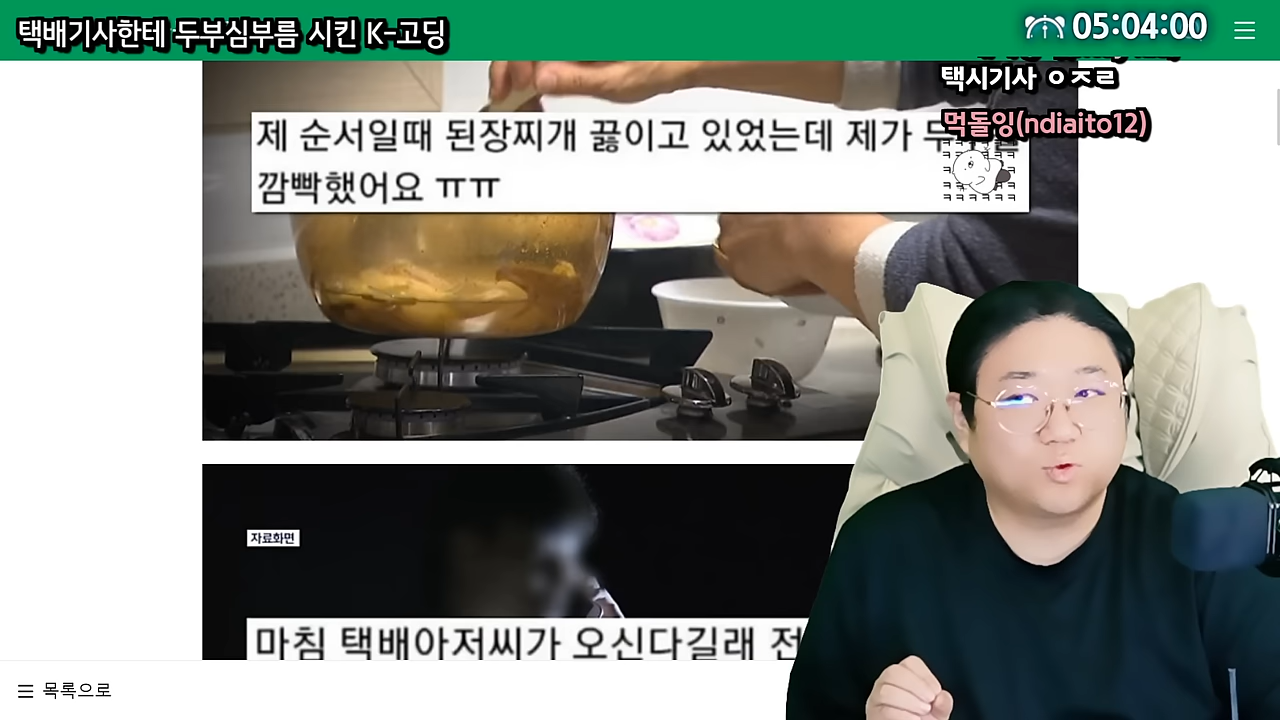 택배기사한테 두부심부름 시킨 K-고딩
05:04:00
택시기사 ㅇㅈㄹ
먹돌잉(ndiaito12)
제 순서일때 된장찌개 끓이고 있었는데 제가
깜빡했어요 ㅠㅠ
자료화면
마침 택배아저씨가 오신다길래 전
목록으로